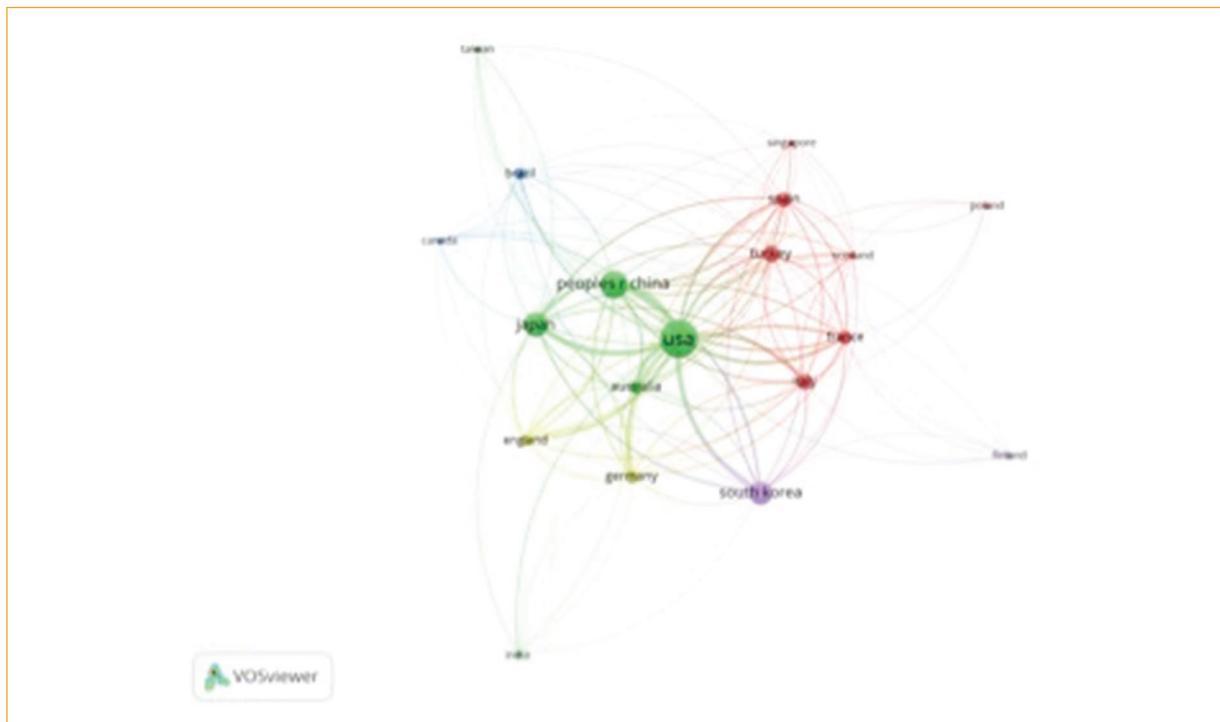 taiwan
singapore
brazil
spain
poland
canada
turkey
scotland
peoples r china
japan
usa
france
italy
australia
england
finland
germany
south korea
india
VOSviewer